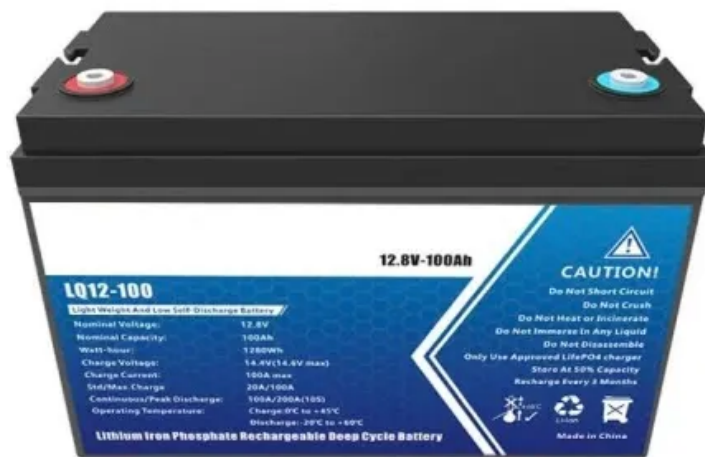 12.8V-100Ah
LQ12-100
Light Weight And Low Self-Discharge Battery
Nominal Voltage: 12.8V
Nominal Capacity: 100Ah
Watt-hour: 1280Wh
Charge Voltage: 14.4V(14.6V max)
Charge Current: 100A max
Std/Max.Charge 20A/100A
Continuous/Peak Discharge: 100A/200A(10S)
Operating Temperature: Charge:0℃ to +45℃
Discharge:-20℃ to +60℃
Lithium Iron Phosphate Rechargeable Deep Cycle Battery
CAUTION!
Do Not Short Circuit
Do Not Crush
Do Not Heat or Incinerate
Do Not Immerse In Any Liquid
Do Not Disassemble
Only Use Approved LifePO4 charger
Store At 50% Capacity
Recharge Every 3 Months
Li-ion
Made in China